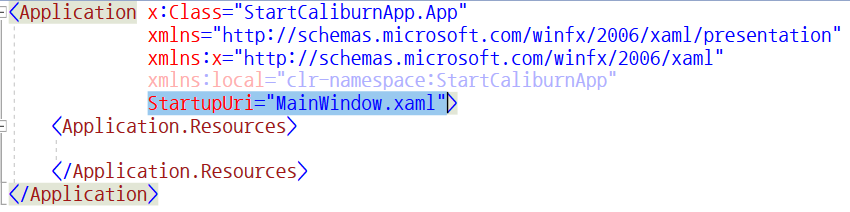 <Application x:Class="StartCaliburnApp.App"
xmlns="http://schemas.microsoft.com/winfx/2006/xaml/presentation"
xmlns:x="http://schemas.microsoft.com/winfx/2006/xaml"
xmlns:local="clr-namespace:StartCaliburnApp"
StartupUri="MainWindow.xaml">
<Application.Resources>
</Application.Resources>
</Application>